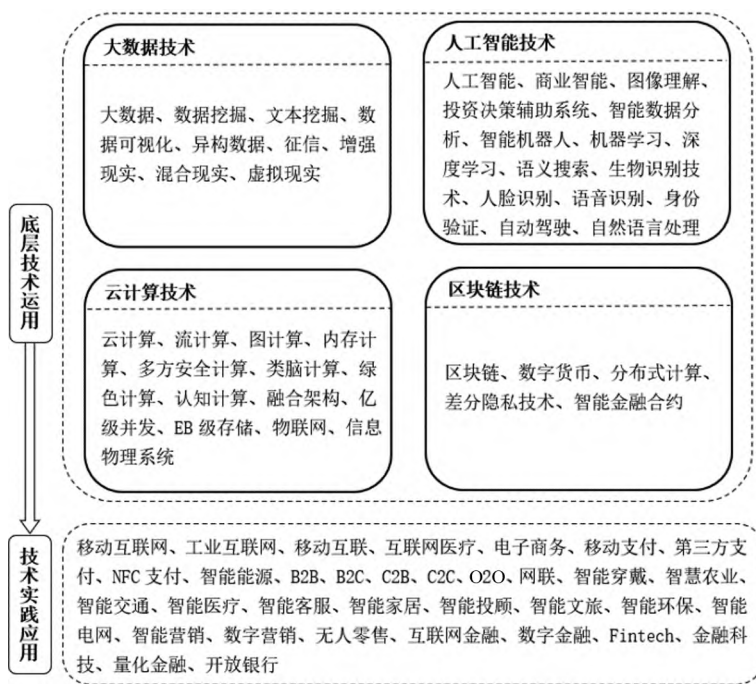 大数据技术
大数据、数据挖掘、文本挖掘、数
据可视化、异构数据、征信、增强
现实、混合现实、虚拟现实
人工智能技术
人工智能、商业智能、图像理解、
投资决策辅助系统、智能数据分
析、智能机器人、机器学习、深
度学习、语义搜索、生物识别技
术、人脸识别、语音识别、身份
验证、自动驾驶、自然语言处理
底层技术运用
云计算技术
云计算、流计算、图计算、内存计
算、多方安全计算、类脑计算、绿
色计算、认知计算、融合架构、亿
级并发、EB 级存储、物联网、信息
物理系统
区块链技术
区块链、数字货币、分布式计算、
差分隐私技术、智能金融合约
技术实践应用
移动互联网、工业互联网、移动互联、互联网医疗、电子商务、移动支付、第三方支
付、NFC 支付、智能能源、B2B、B2C、C2B、C2C、O2O、网联、智能穿戴、智慧农业、
智能交通、智能医疗、智能客服、智能家居、智能投顾、智能文旅、智能环保、智能
电网、智能营销、数字营销、无人零售、互联网金融、数字金融、Fintech、金融科
技、量化金融、开放银行